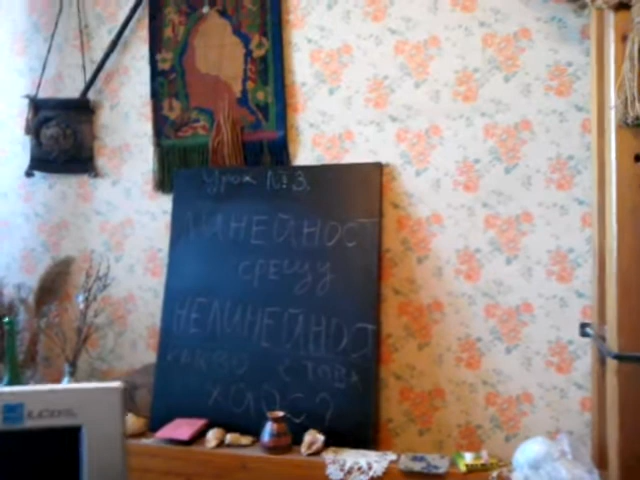 Урок №3.
ЛИНЕЙНОСТ
СРЕЩУ
НЕЛИНЕЙНОСТ
КАКВО Е ТОВА
ХАОС?